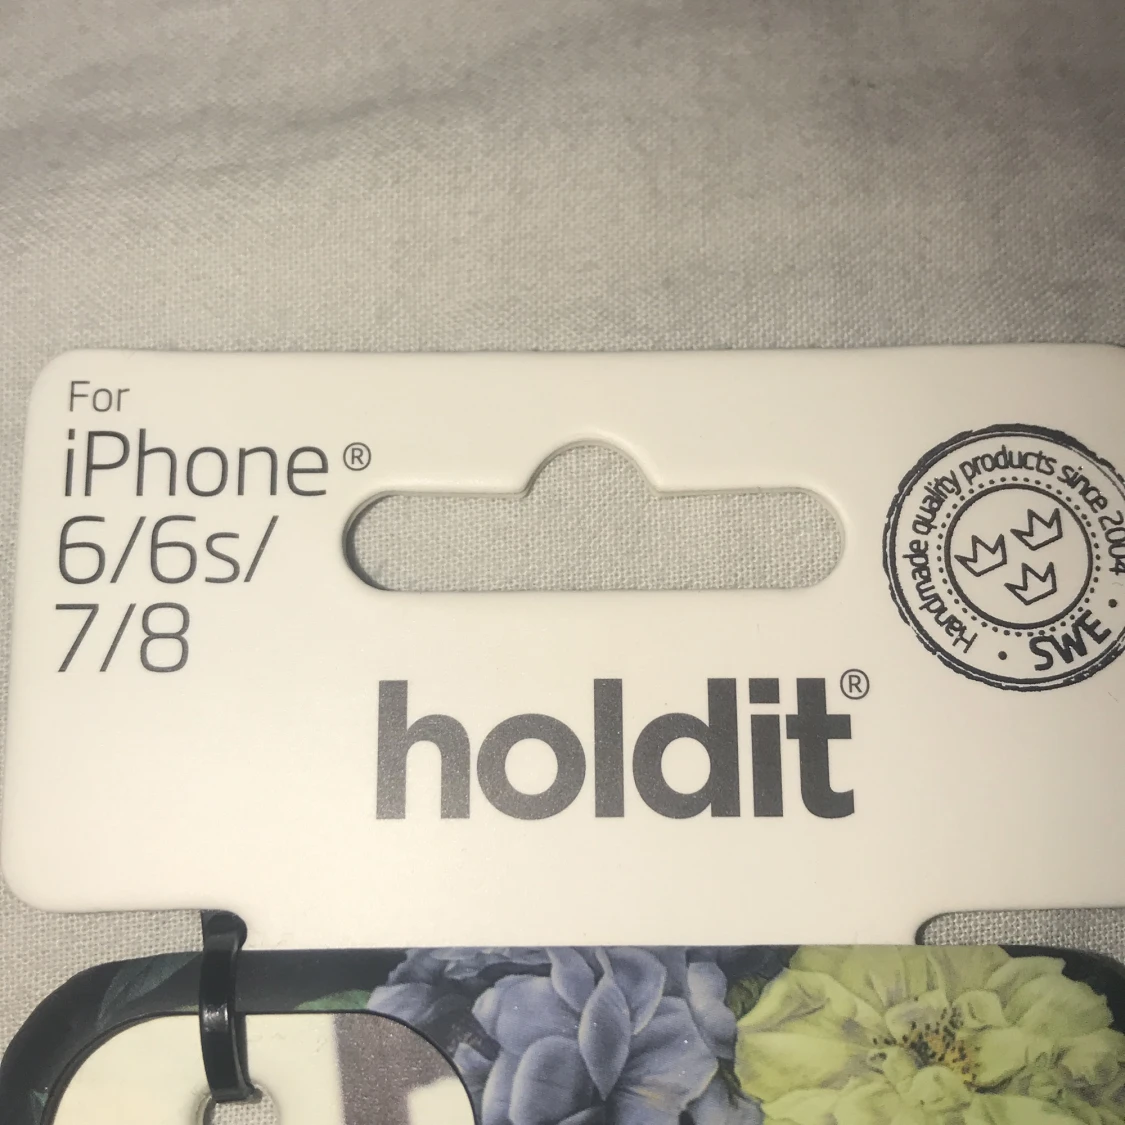 For
iPhone®
6/6s/
7/8
Handmade quality products since 2004
• SWE •
holdit®